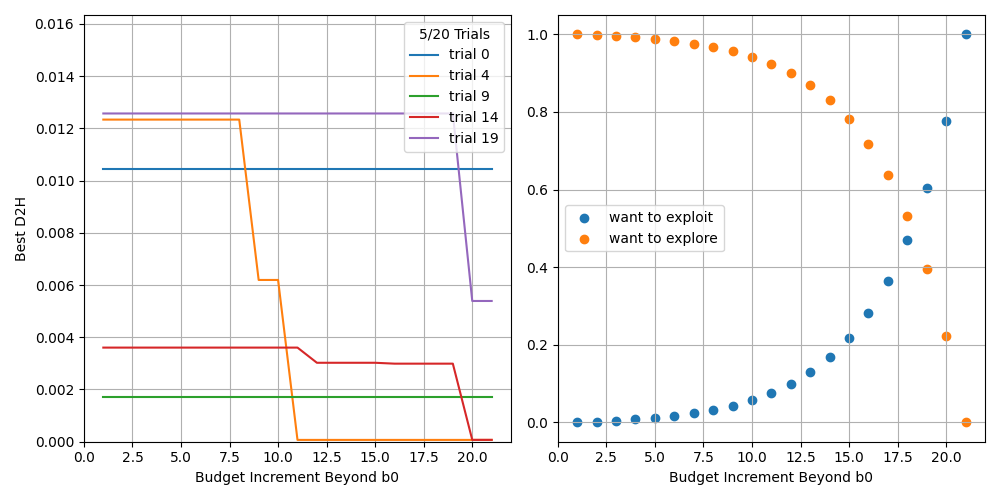 0.016
0.014
0.012
0.010
0.008
0.006
0.004
0.002
0.000
Best D2H
5/20 Trials
trial 0
trial 4
trial 9
trial 14
trial 19
0.0 2.5 5.0 7.5 10.0 12.5 15.0 17.5 20.0
Budget Increment Beyond b0
1.0
0.8
0.6
0.4
0.2
0.0
want to exploit
want to explore
0.0 2.5 5.0 7.5 10.0 12.5 15.0 17.5 20.0
Budget Increment Beyond b0